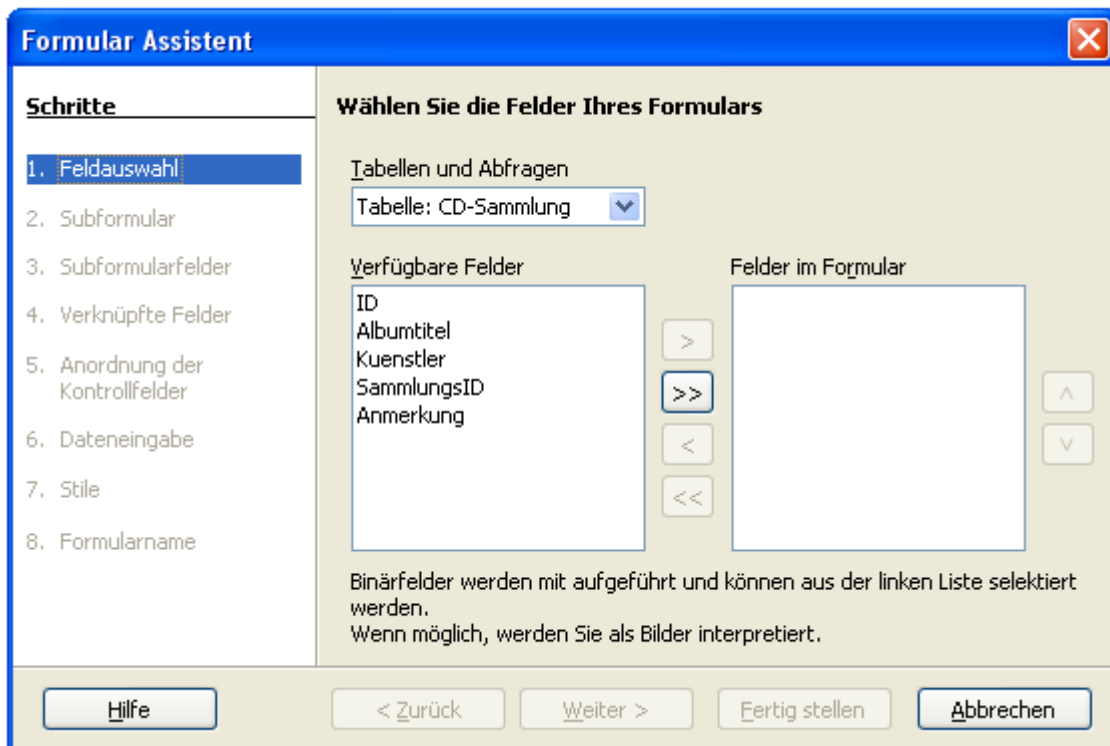 Formular Assistent
Schritte
1. Feldauswahl
2. Subformular
3. Subformularfelder
4. Verknüpfte Felder
5. Anordnung der
Kontrollfelder
6. Dateneingabe
7. Stile
8. Formularname
Wählen Sie die Felder Ihres Formulars
Tabellen und Abfragen
Tabelle: CD-Sammlung
Verfügbare Felder
ID
Albumtitel
Kuenstler
SammlungsID
Anmerkung
>
>>
<
<<
Felder im Formular
Binärfelder werden mit aufgeführt und können aus der linken Liste selektiert
werden.
Wenn möglich, werden Sie als Bilder interpretiert.
Hilfe
< Zurück
Weiter >
Fertig stellen
Abbrechen